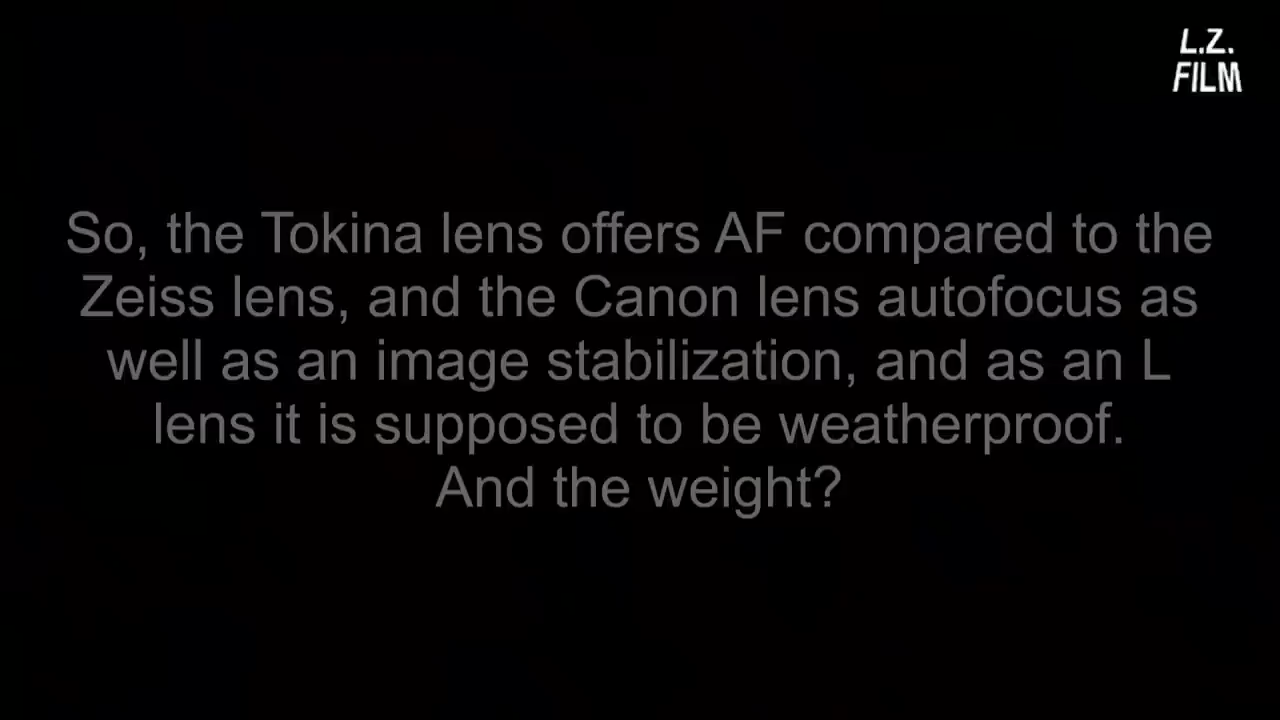 L.Z.
FILM
So, the Tokina lens offers AF compared to the
Zeiss lens, and the Canon lens autofocus as
well as an image stabilization, and as an L
lens it is supposed to be weatherproof.
And the weight?